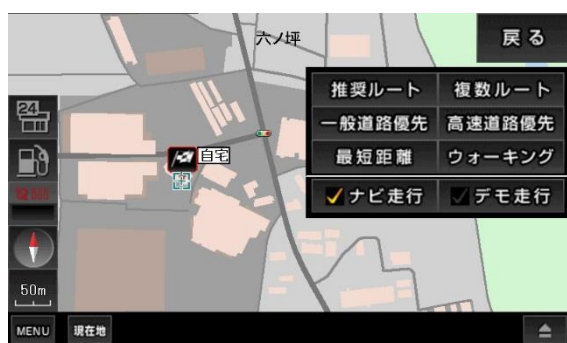 六ノ坪
戻る
推奨ルート 複数ルート
一般道路優先 高速道路優先
最短距離 ウォーキング
ナビ走行 デモ走行
24
自宅
50m
MENU 現在地